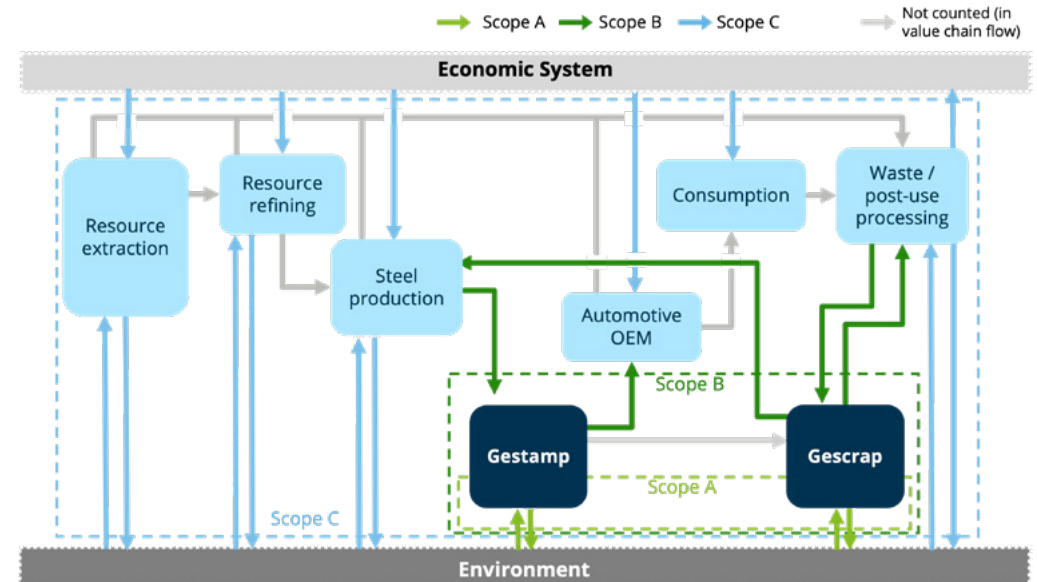 Scope A
Scope B
Scope C
Not counted (in
value chain flow)
Economic System
Resource
extraction
Resource
refining
Steel
production
Automotive
OEM
Consumption
Waste /
post-use
processing
Scope B
Gestamp
Gescrap
Scope A
Scope C
Environment